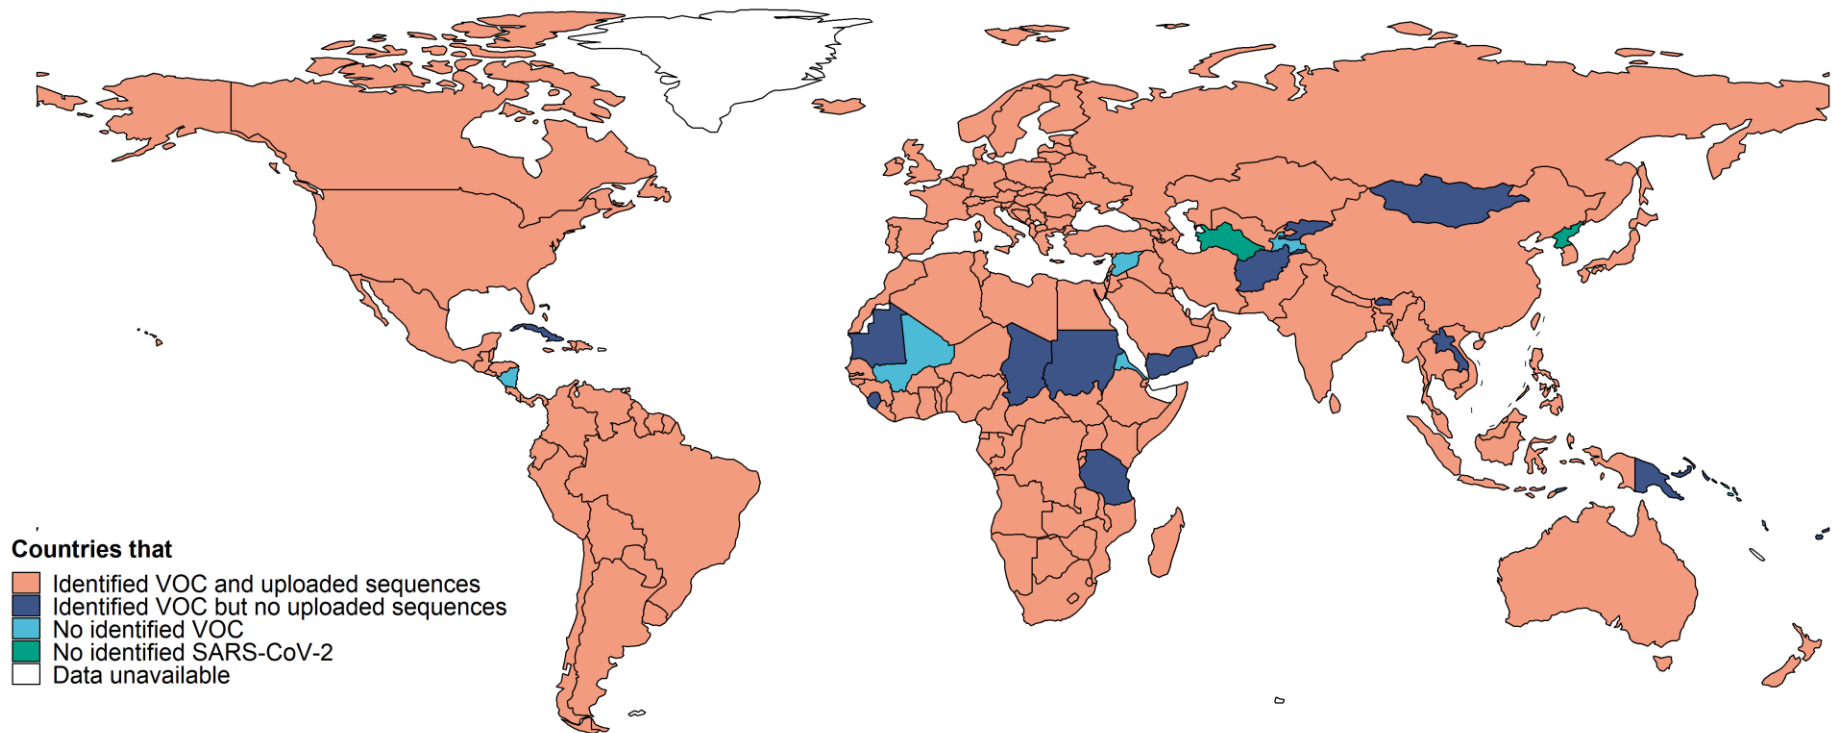 Countries that
Identified VOC and uploaded sequences
Identified VOC but no uploaded sequences
No identified VOC
No identified SARS-CoV-2
Data unavailable